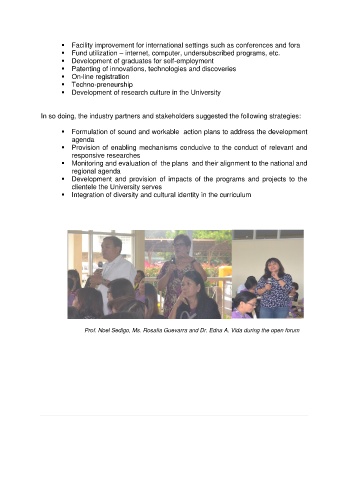 ▪ Facility improvement for international settings such as conferences and fora
▪ Fund utilization – internet, computer, undersubscribed programs, etc.
▪ Development of graduates for self-employment
▪ Patenting of innovations, technologies and discoveries
▪ On-line registration
▪ Techno-preneurship
▪ Development of research culture in the University
In so doing, the industry partners and stakeholders suggested the following strategies:
▪ Formulation of sound and workable action plans to address the development
agenda
▪ Provision of enabling mechanisms conducive to the conduct of relevant and
responsive researches
▪ Monitoring and evaluation of the plans and their alignment to the national and
regional agenda
▪ Development and provision of impacts of the programs and projects to the
clientele the University serves
▪ Integration of diversity and cultural identity in the curriculum
Prof. Noel Sedigo, Ms. Rosalia Guevarra and Dr. Edna A. Vida during the open forum